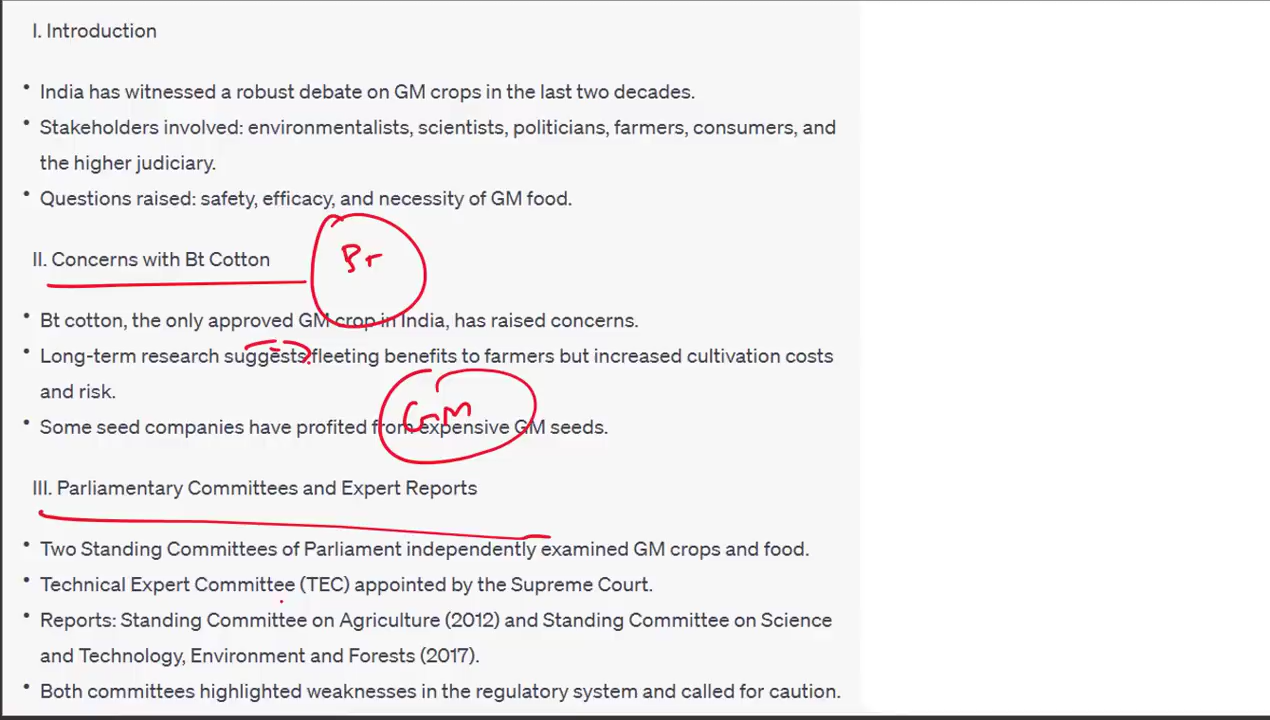 I. Introduction
• India has witnessed a robust debate on GM crops in the last two decades.
• Stakeholders involved: environmentalists, scientists, politicians, farmers, consumers, and
the higher judiciary.
• Questions raised: safety, efficacy, and necessity of GM food.
II. Concerns with Bt Cotton
Bt
• Bt cotton, the only approved GM crop in India, has raised concerns.
• Long-term research suggests fleeting benefits to farmers but increased cultivation costs
and risk.
GM
• Some seed companies have profited from expensive GM seeds.
III. Parliamentary Committees and Expert Reports
• Two Standing Committees of Parliament independently examined GM crops and food.
• Technical Expert Committee (TEC) appointed by the Supreme Court.
• Reports: Standing Committee on Agriculture (2012) and Standing Committee on Science
and Technology, Environment and Forests (2017).
• Both committees highlighted weaknesses in the regulatory system and called for caution.